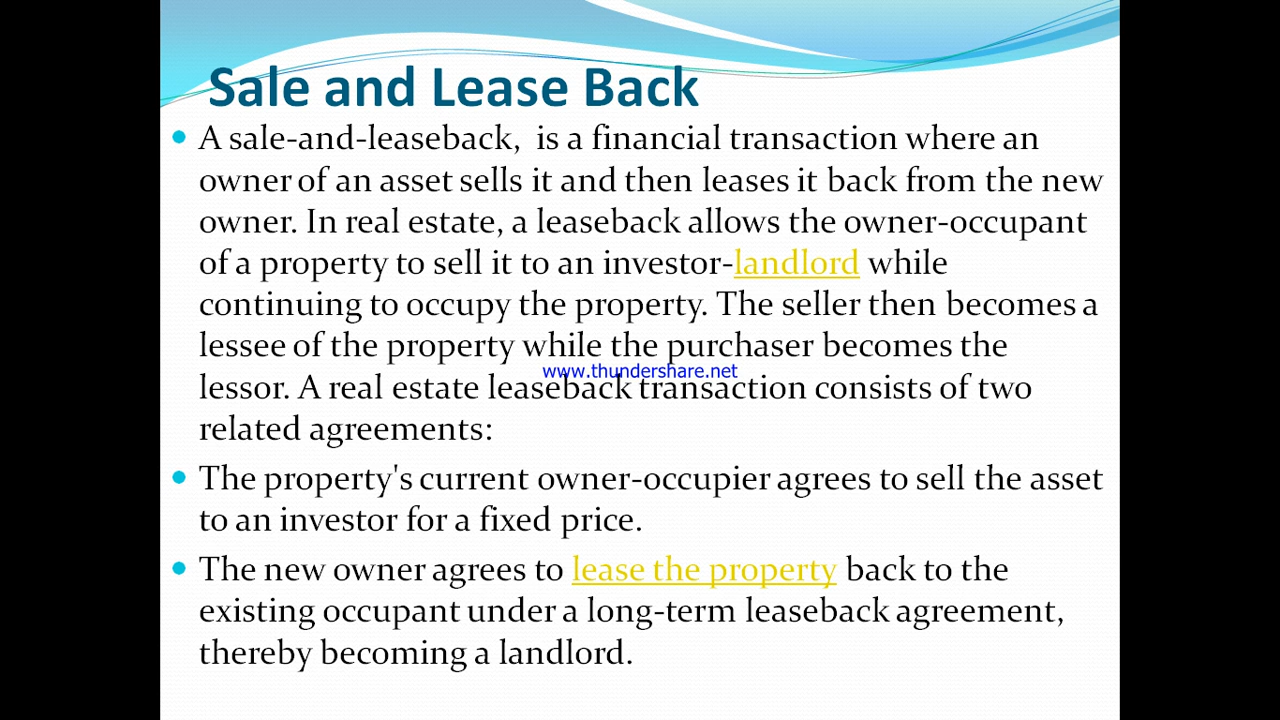 Sale and Lease Back
• A sale-and-leaseback,  is a financial transaction where an
owner of an asset sells it and then leases it back from the new
owner. In real estate, a leaseback allows the owner-occupant
of a property to sell it to an investor-landlord while
continuing to occupy the property. The seller then becomes a
lessee of the property while the purchaser becomes the
www.thundershare.net
lessor. A real estate leaseback transaction consists of two
related agreements:
• The property's current owner-occupier agrees to sell the asset
to an investor for a fixed price.
• The new owner agrees to lease the property back to the
existing occupant under a long-term leaseback agreement,
thereby becoming a landlord.